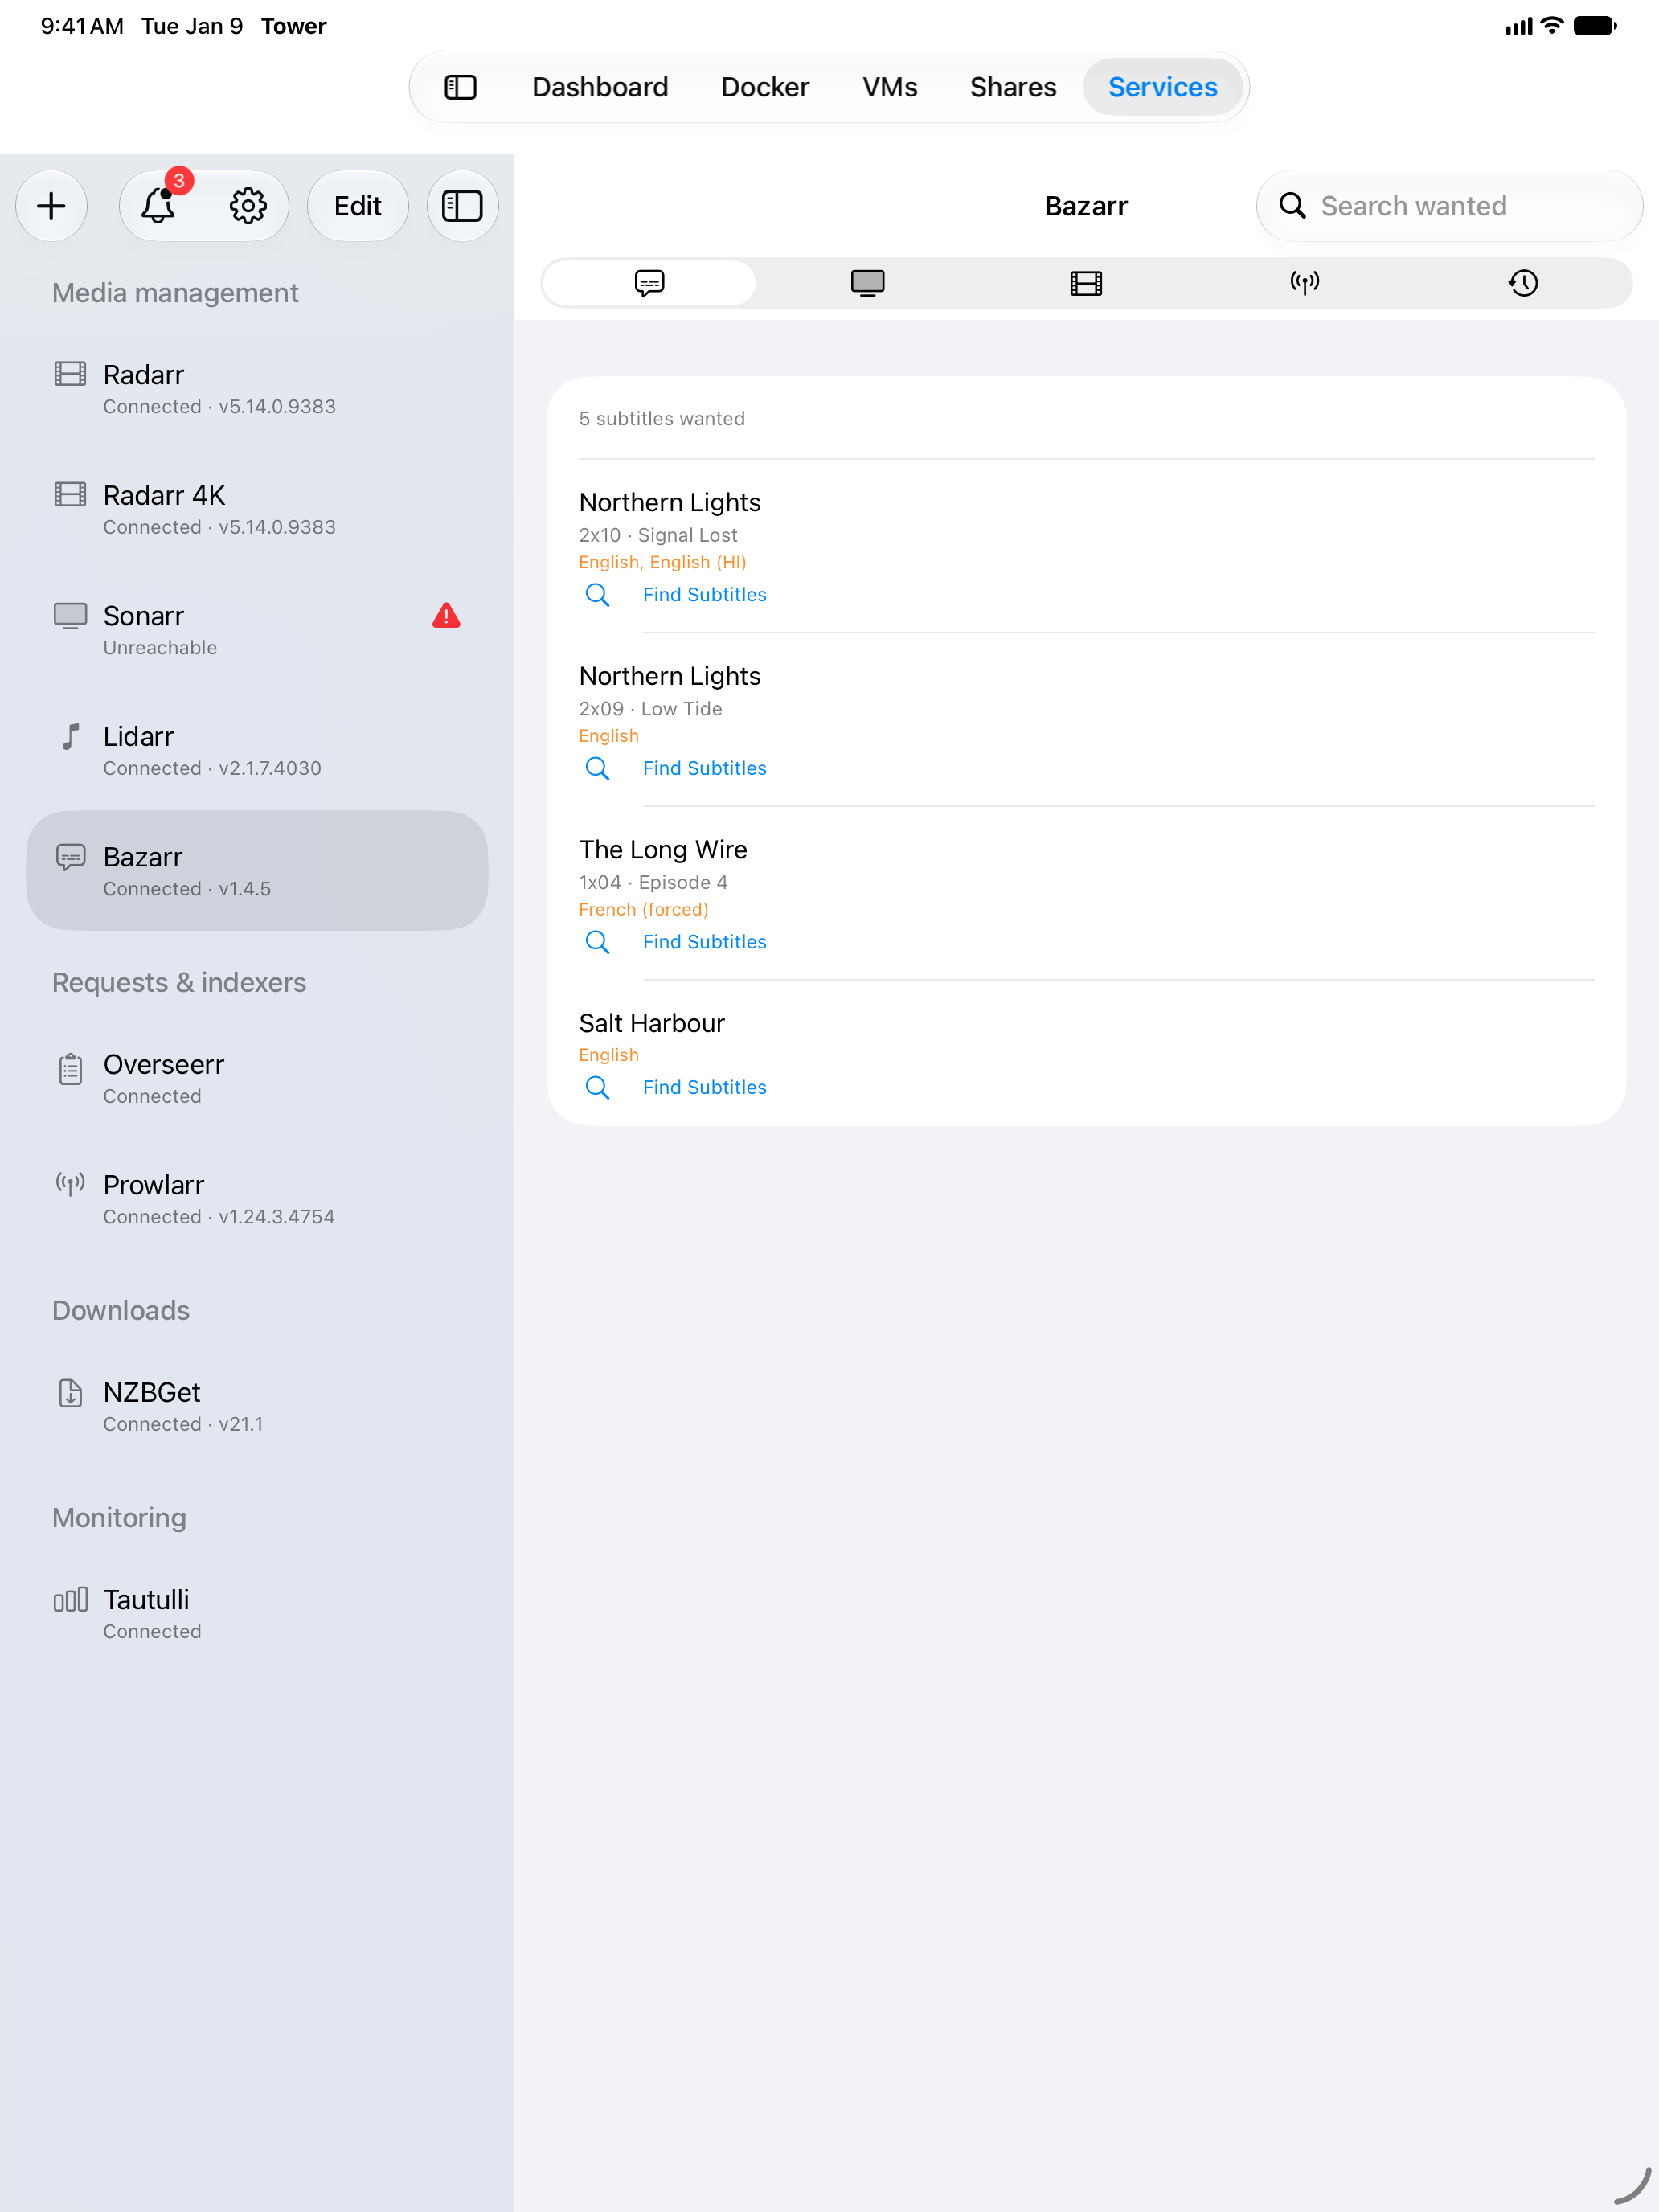 9:41 AM Tue Jan 9 Tower
Dashboard Docker VMs Shares Services
3
Edit
Bazarr
Search wanted
Media management
Radarr
Connected · v5.14.0.9383
Radarr 4K
Connected · v5.14.0.9383
Sonarr
Unreachable
Lidarr
Connected · v2.1.7.4030
Bazarr
Connected · v1.4.5
Requests & indexers
Overseerr
Connected
Prowlarr
Connected · v1.24.3.4754
Downloads
NZBGet
Connected · v21.1
Monitoring
Tautulli
Connected
5 subtitles wanted
Northern Lights
2x10 · Signal Lost
English, English (HI)
Find Subtitles
Northern Lights
2x09 · Low Tide
English
Find Subtitles
The Long Wire
1x04 · Episode 4
French (forced)
Find Subtitles
Salt Harbour
English
Find Subtitles